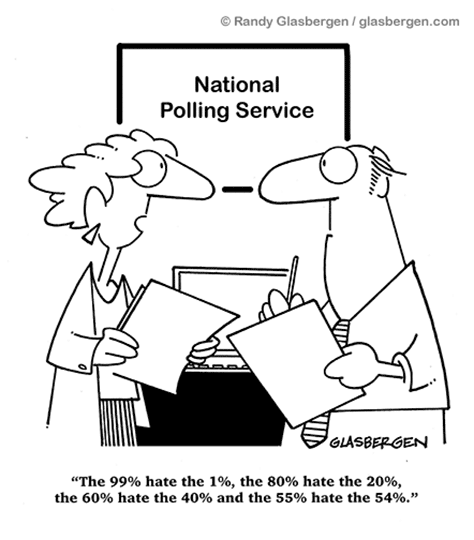 © Randy Glasbergen / glasbergen.com
National
Polling Service
GLASBERGEN
“The 99% hate the 1%, the 80% hate the 20%,
the 60% hate the 40% and the 55% hate the 54%.”